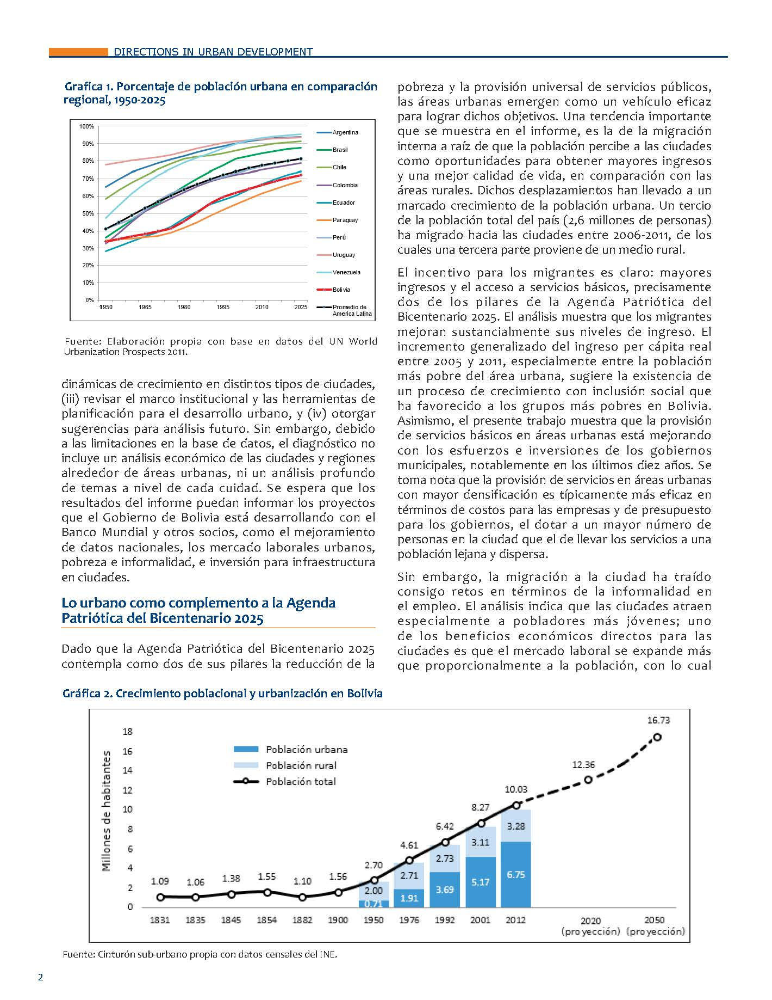 DIRECTIONS IN URBAN DEVELOPMENT
Grafica 1. Porcentaje de población urbana en comparación
regional, 1950-2025
100%
90%
80%
70%
60%
50%
40%
30%
20%
10%
0%
1950
1965
1980
1995
2010
2025
Argentina
Brasil
Chile
Colombia
Ecuador
Paraguay
Perú
Uruguay
Venezuela
Bolivia
Promedio de
America Latina
Fuente: Elaboración propia con base en datos del UN World
Urbanization Prospects 2011.
dinámicas de crecimiento en distintos tipos de ciudades,
(iii) revisar el marco institucional y las herramientas de
planificación para el desarrollo urbano, y (iv) otorgar
sugerencias para análisis futuro. Sin embargo, debido
a las limitaciones en la base de datos, el diagnóstico no
incluye un análisis económico de las ciudades y regiones
alrededor de áreas urbanas, ni un análisis profundo
de temas a nivel de cada cuidad. Se espera que los
resultados del informe puedan informar los proyectos
que el Gobierno de Bolivia está desarrollando con el
Banco Mundial y otros socios, como el mejoramiento
de datos nacionales, los mercado laborales urbanos,
pobreza e informalidad, e inversión para infraestructura
en ciudades.
Lo urbano como complemento a la Agenda
Patriótica del Bicentenario 2025
Dado que la Agenda Patriótica del Bicentenario 2025
contempla como dos de sus pilares la reducción de la
pobreza y la provisión universal de servicios públicos,
las áreas urbanas emergen como un vehículo eficaz
para lograr dichos objetivos. Una tendencia importante
que se muestra en el informe, es la de la migración
interna a raíz de que la población percibe a las ciudades
como oportunidades para obtener mayores ingresos
y una mejor calidad de vida, en comparación con las
áreas rurales. Dichos desplazamientos han llevado a un
marcado crecimiento de la población urbana. Un tercio
de la población total del país (2,6 millones de personas)
ha migrado hacia las ciudades entre 2006-2011, de los
cuales una tercera parte proviene de un medio rural.
El incentivo para los migrantes es claro: mayores
ingresos y el acceso a servicios básicos, precisamente
dos de los pilares de la Agenda Patriótica del
Bicentenario 2025. El análisis muestra que los migrantes
mejoran sustancialmente sus niveles de ingreso. El
incremento generalizado del ingreso per cápita real
entre 2005 y 2011, especialmente entre la población
más pobre del área urbana, sugiere la existencia de
un proceso de crecimiento con inclusión social que
ha favorecido a los grupos más pobres en Bolivia.
Asimismo, el presente trabajo muestra que la provisión
de servicios básicos en áreas urbanas está mejorando
con los esfuerzos e inversiones de los gobiernos
municipales, notablemente en los últimos diez años. Se
toma nota que la provisión de servicios en áreas urbanas
con mayor densificación es típicamente más eficaz en
términos de costos para las empresas y de presupuesto
para los gobiernos, el dotar a un mayor número de
personas en la ciudad que el de llevar los servicios a una
población lejana y dispersa.
Sin embargo, la migración a la ciudad ha traído
consigo retos en términos de la informalidad en
el empleo. El análisis indica que las ciudades atraen
especialmente a pobladores más jóvenes; uno
de los beneficios económicos directos para las
ciudades es que el mercado laboral se expande más
que proporcionalmente a la población, con lo cual
Gráfica 2. Crecimiento poblacional y urbanización en Bolivia
Millones de habitantes
18
16
14
12
10
8
6
4
2
0
Población urbana
Población rural
Población total
1.09
1.06
1.38
1.55
1.10
1.56
2.70
4.61
6.42
8.27
10.03
12.36
16.73
2.00
2.71
2.73
3.11
3.28
0.71
1.91
3.69
5.17
6.75
1831
1835
1845
1854
1882
1900
1950
1976
1992
2001
2012
2020
(proyección)
2050
(proyección)
Fuente: Cinturón sub-urbano propia con datos censales del INE.
2